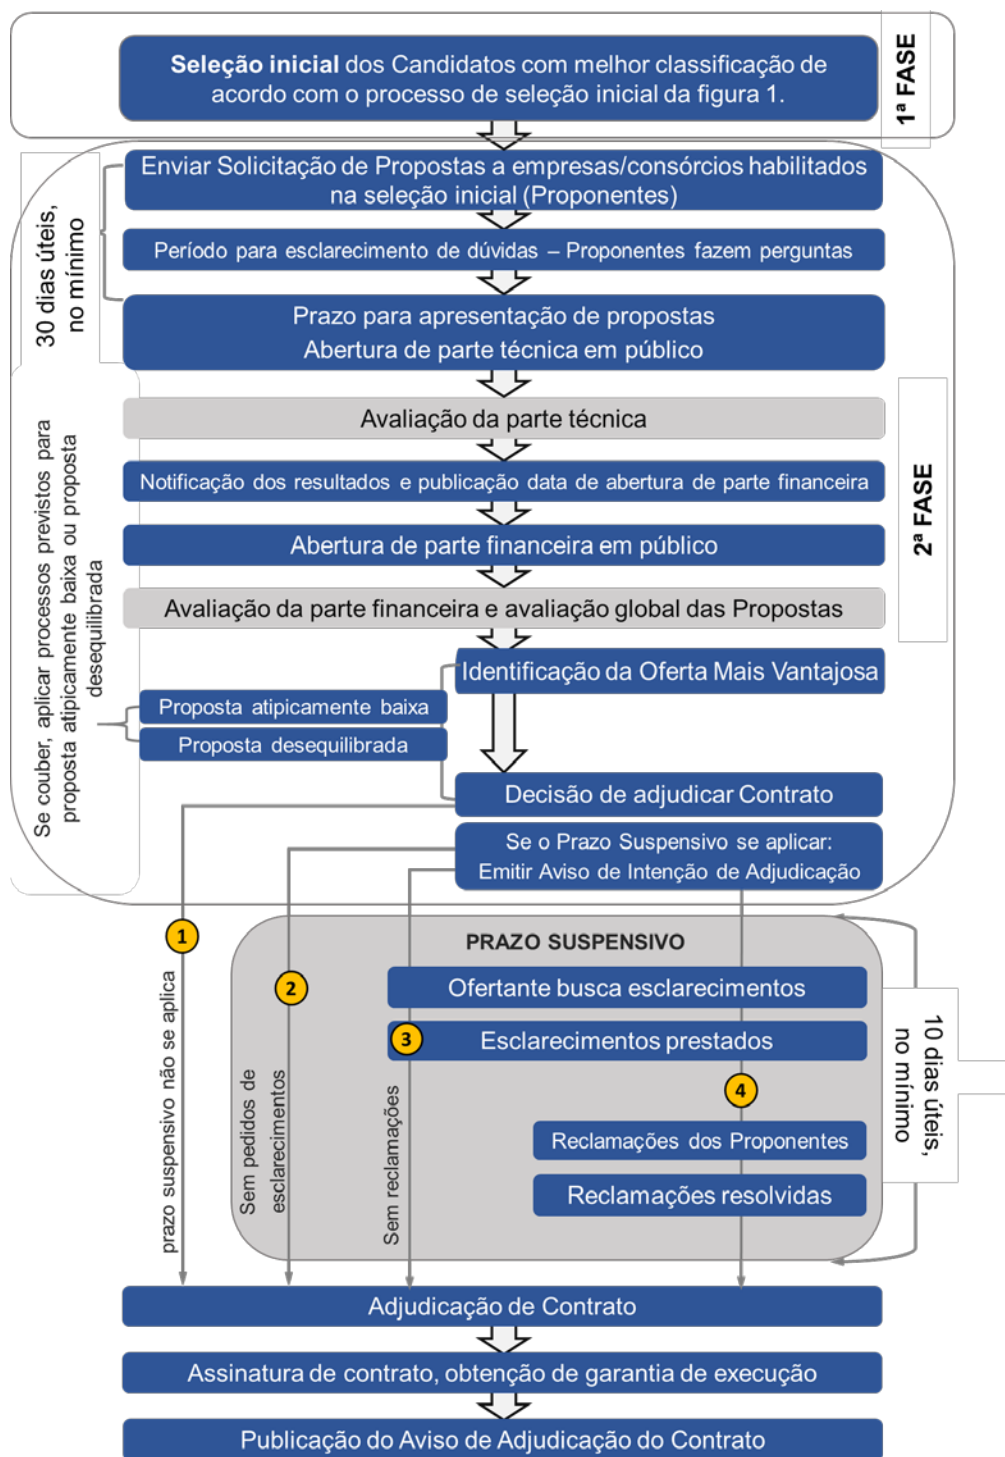 1ª FASE
Seleção inicial dos Candidatos com melhor classificação de
acordo com o processo de seleção inicial da figura 1.
30 dias úteis,
no mínimo
Enviar Solicitação de Propostas a empresas/consórcios habilitados
na seleção inicial (Proponentes)
Período para esclarecimento de dúvidas – Proponentes fazem perguntas
Prazo para apresentação de propostas
Abertura de parte técnica em público
2ª FASE
Avaliação da parte técnica
Notificação dos resultados e publicação data de abertura de parte financeira
Abertura de parte financeira em público
Avaliação da parte financeira e avaliação global das Propostas
Se couber, aplicar processos previstos para
proposta atipicamente baixa ou proposta
desequilibrada
Identificação da Oferta Mais Vantajosa
Proposta atipicamente baixa
Proposta desequilibrada
Decisão de adjudicar Contrato
Se o Prazo Suspensivo se aplicar:
Emitir Aviso de Intenção de Adjudicação
1
prazo suspensivo não se aplica
PRAZO SUSPENSIVO
2
Sem pedidos de
esclarecimentos
Ofertante busca esclarecimentos
3
Esclarecimentos prestados
Sem reclamações
4
Reclamações dos Proponentes
Reclamações resolvidas
10 dias úteis,
no mínimo
Adjudicação de Contrato
Assinatura de contrato, obtenção de garantia de execução
Publicação do Aviso de Adjudicação do Contrato